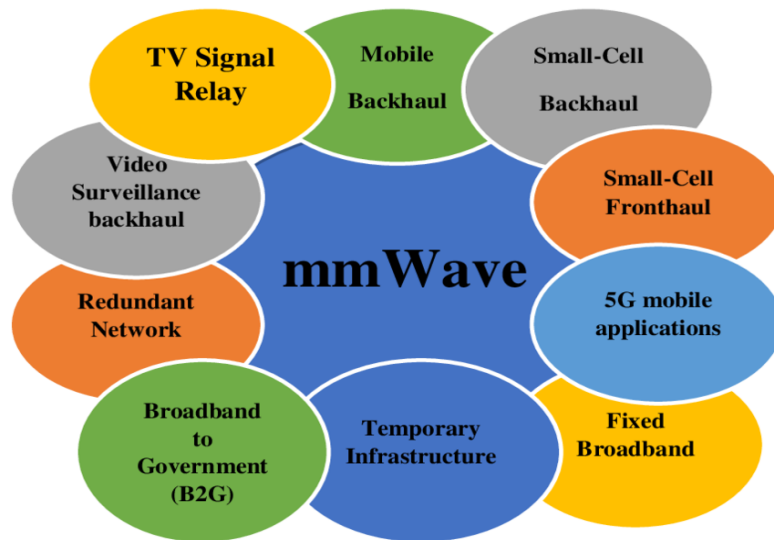 TV Signal
Relay
Mobile
Backhaul
Small-Cell
Backhaul
Video
Surveillance
backhaul
Small-Cell
Fronthaul
mmWave
Redundant
Network
5G mobile
applications
Broadband
to
Government
(B2G)
Temporary
Infrastructure
Fixed
Broadband